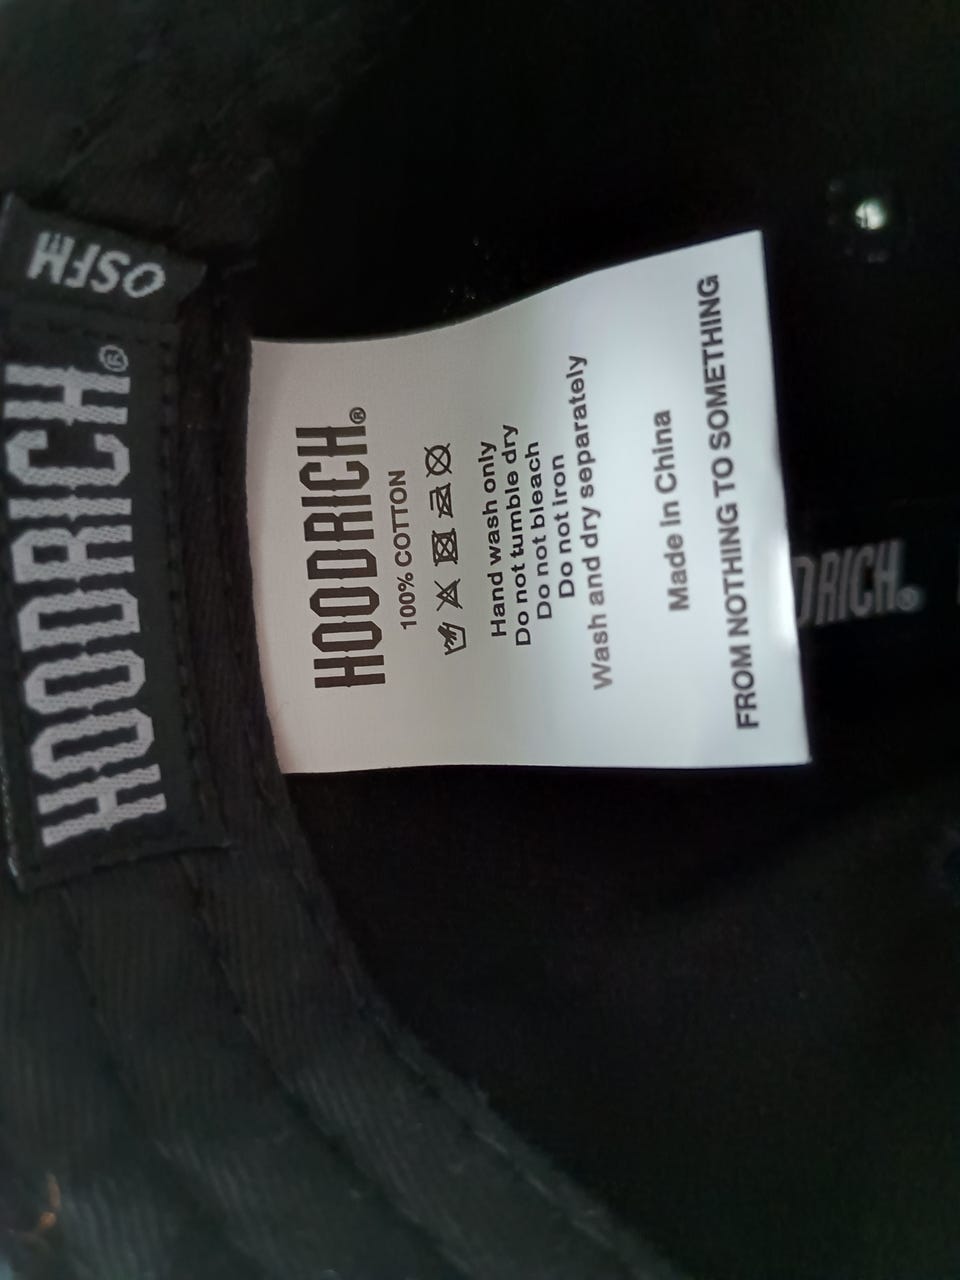 HOODRICH®
OSFM
HOODRICH®
100% COTTON
Hand wash only
Do not tumble dry
Do not bleach
Do not iron
Wash and dry separately
Made In China
FROM NOTHING TO SOMETHING
DRICH®